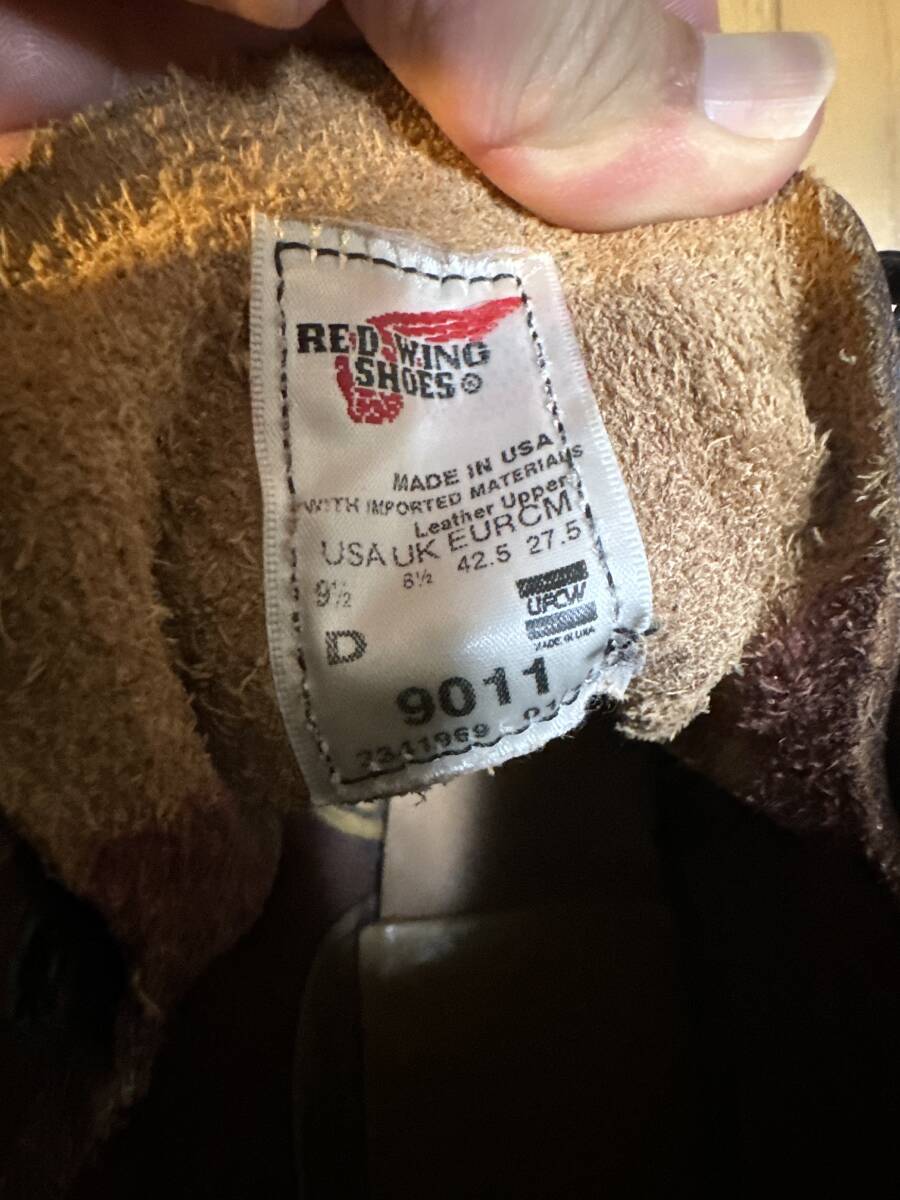 RED WING
SHOES®
MADE IN USA
WITH IMPORTED MATERIALS
Leather Upper
USA UK EUR CM
9½ 8½ 42.5 27.5
D
UFCW
MADE IN U.S.A.
9011
2341969